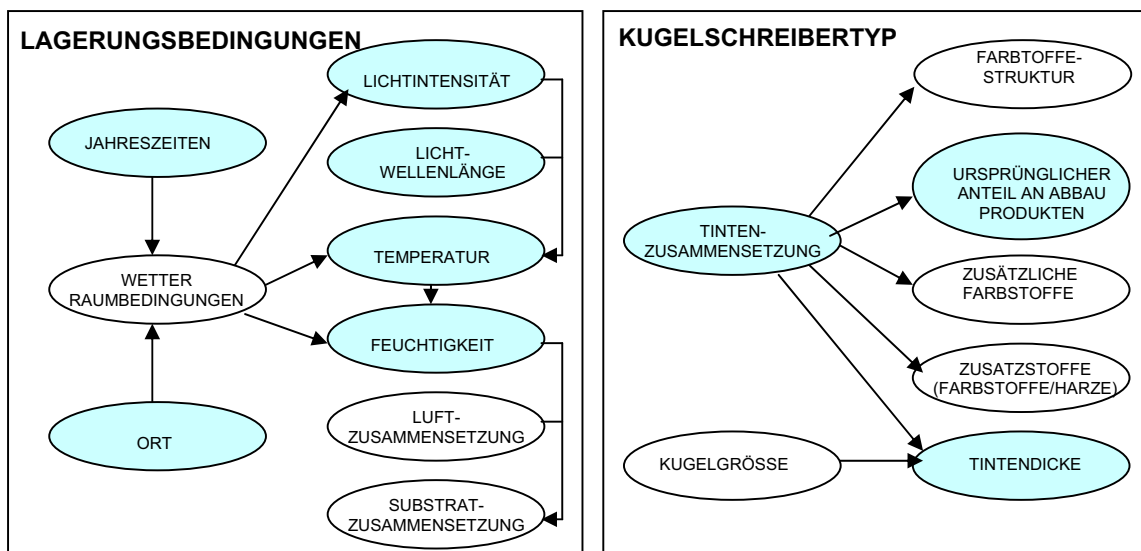 LAGERUNGSBEDINGUNGEN
LICHTINTENSITÄT
JAHRESZEITEN
LICHT-
WELLENLÄNGE
TEMPERATUR
WETTER
RAUMBEDINGUNGEN
FEUCHTIGKEIT
LUFT-
ZUSAMMENSETZUNG
ORT
SUBSTRAT-
ZUSAMMENSETZUNG
KUGELSCHREIBERTYP
FARBTOFFE-
STRUKTUR
URSPRÜNGLICHER
ANTEIL AN ABBAU
PRODUKTEN
TINTEN-
ZUSAMMENSETZUNG
ZUSÄTZLICHE
FARBSTOFFE
ZUSATZSTOFFE
(FARBSTOFFE/HARZE)
KUGELGRÖSSE
TINTENDICKE